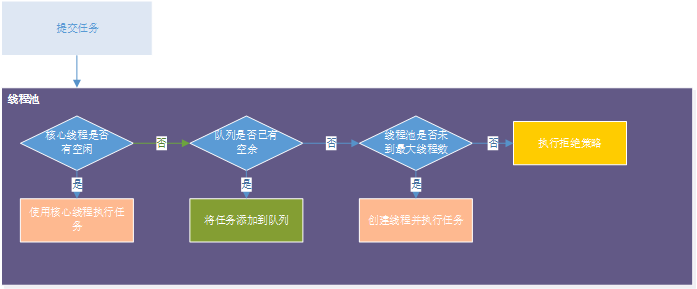 提交任务
线程池
核心线程是否
有空闲
否
队列是否已有
空余
否
线程池是否未
到最大线程数
否
执行拒绝策略
是
是
是
使用核心线程执行任
务
将任务添加到队列
创建线程并执行任务